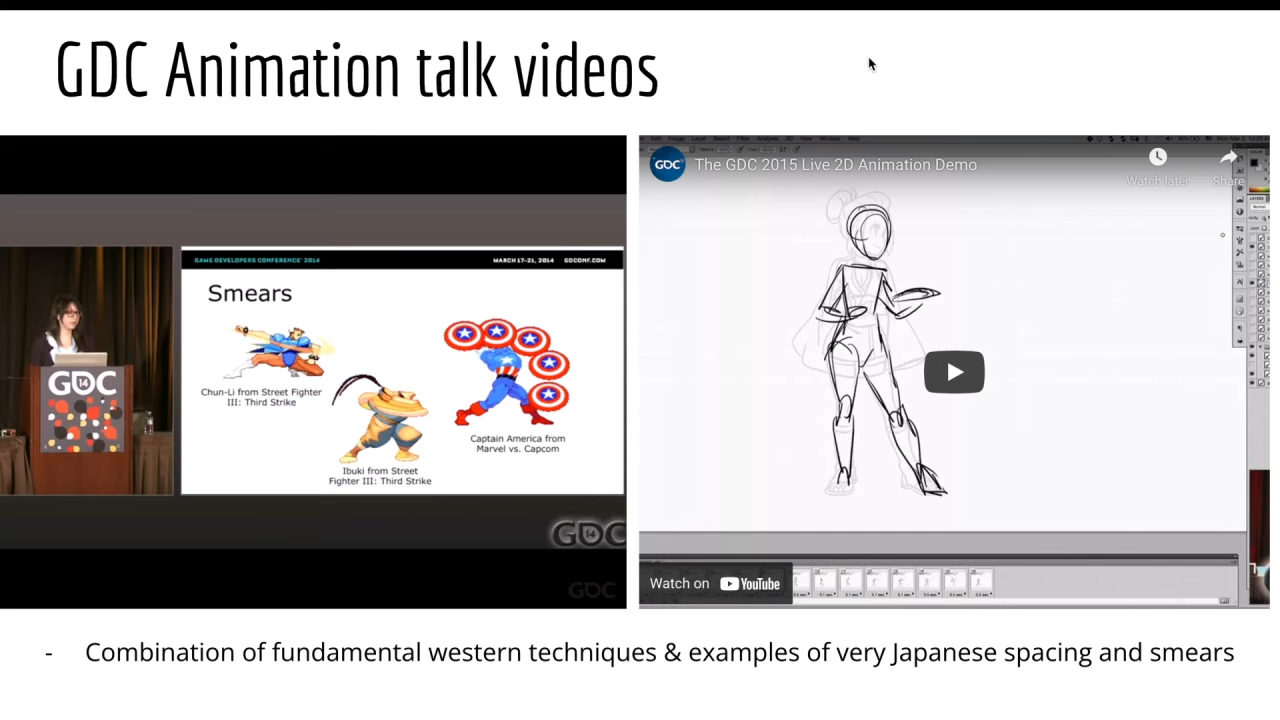 GDC Animation talk videos
GAME DEVELOPERS CONFERENCE 2014 MARCH 17-21, 2014 GDCONF.COM
Smears
Chun-Li from Street Fighter
III: Third Strike
Ibuki from Street
Fighter III: Third Strike
Captain America from
Marvel vs. Capcom
GDC 14
GDC 14
GDC
GDC
The GDC 2015 Live 2D Animation Demo
Watch later
Share
Watch on YouTube
- Combination of fundamental western techniques & examples of very Japanese spacing and smears